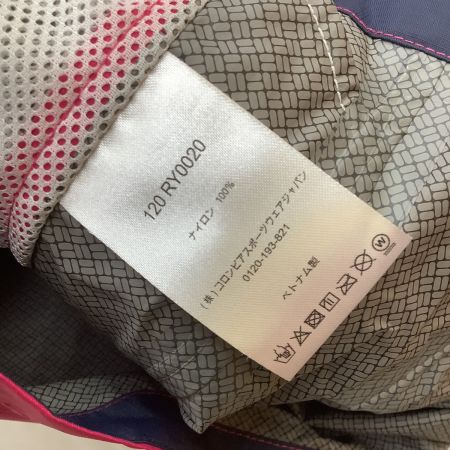 120 RY0020
ナイロン 100%
(株)コロンビアスポーツウェアジャパン
0120-193-821
ベトナム製
W